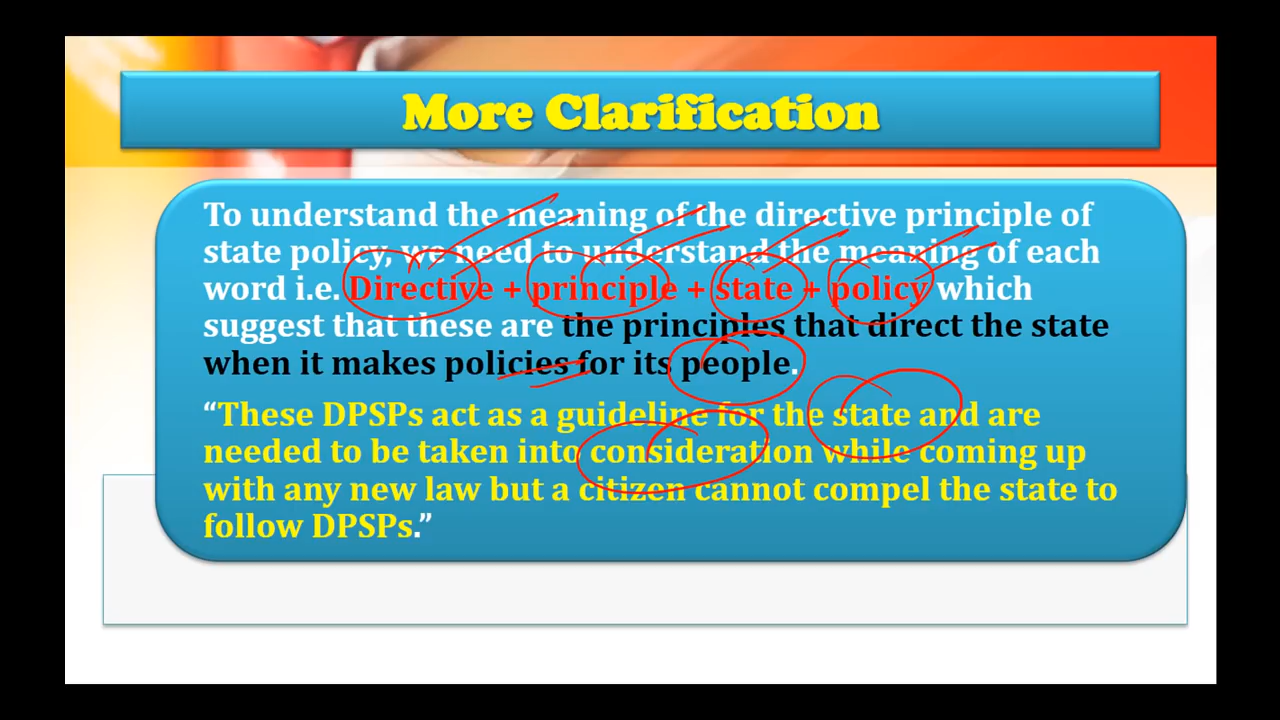 More Clarification
To understand the meaning of the directive principle of
state policy, we need to understand the meaning of each
word i.e. Directive + principle + state + policy which
suggest that these are the principles that direct the state
when it makes policies for its people.
“These DPSPs act as a guideline for the state and are
needed to be taken into consideration while coming up
with any new law but a citizen cannot compel the state to
follow DPSPs.”